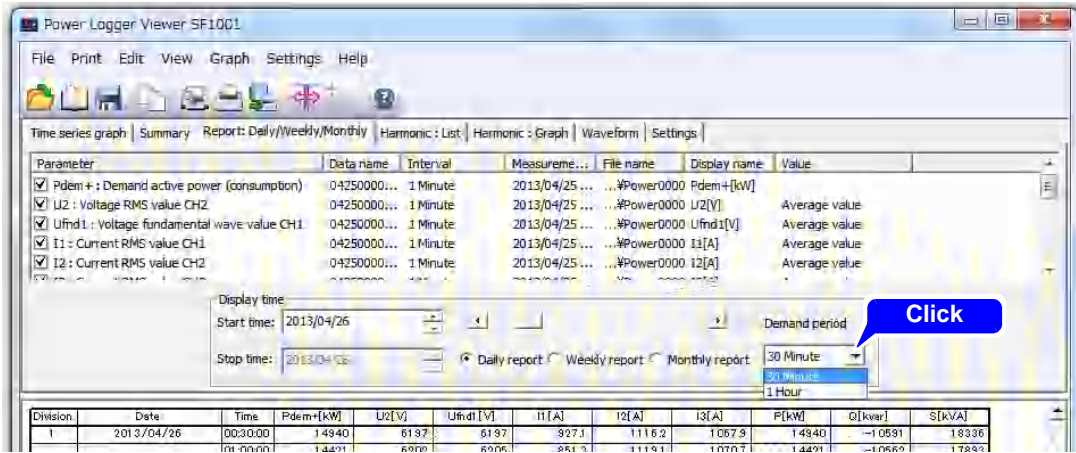 Power Logger Viewer SF1001
File Print Edit View Graph Settings Help
Time series graph Summary Report: Daily/Weekly/Monthly Harmonic : List Harmonic : Graph Waveform Settings
Parameter Data name Interval Measureme... File name Display name Value
Pdem+ : Demand active power (consumption) 04250000... 1 Minute 2013/04/25 ... ...¥Power0000 Pdem+[kW]
U2 : Voltage RMS value CH2 04250000... 1 Minute 2013/04/25 ... ...¥Power0000 U2[V] Average value
Ufnd1 : Voltage fundamental wave value CH1 04250000... 1 Minute 2013/04/25 ... ...¥Power0000 Ufnd1[V] Average value
I1 : Current RMS value CH1 04250000... 1 Minute 2013/04/25 ... ...¥Power0000 I1[A] Average value
I2 : Current RMS value CH2 04250000... 1 Minute 2013/04/25 ... ...¥Power0000 I2[A] Average value
Display time
Start time: 2013/04/26 Demand period Click
Stop time: 2013/04/26 Daily report Weekly report Monthly report 30 Minute
30 Minute
1 Hour
Division Date Time Pdem+[kW] U2[V] Ufnd1[V] I1[A] I2[A] I3[A] P[kW] Q[kvar] S[kVA]
1 2013/04/26 00:30:00 14940 6197 6197 927.1 1116.2 1067.9 14940 -10591 18336
01:00:00 14421 6202 6205 851.3 1119.1 1070.7 14421 -10562 17893